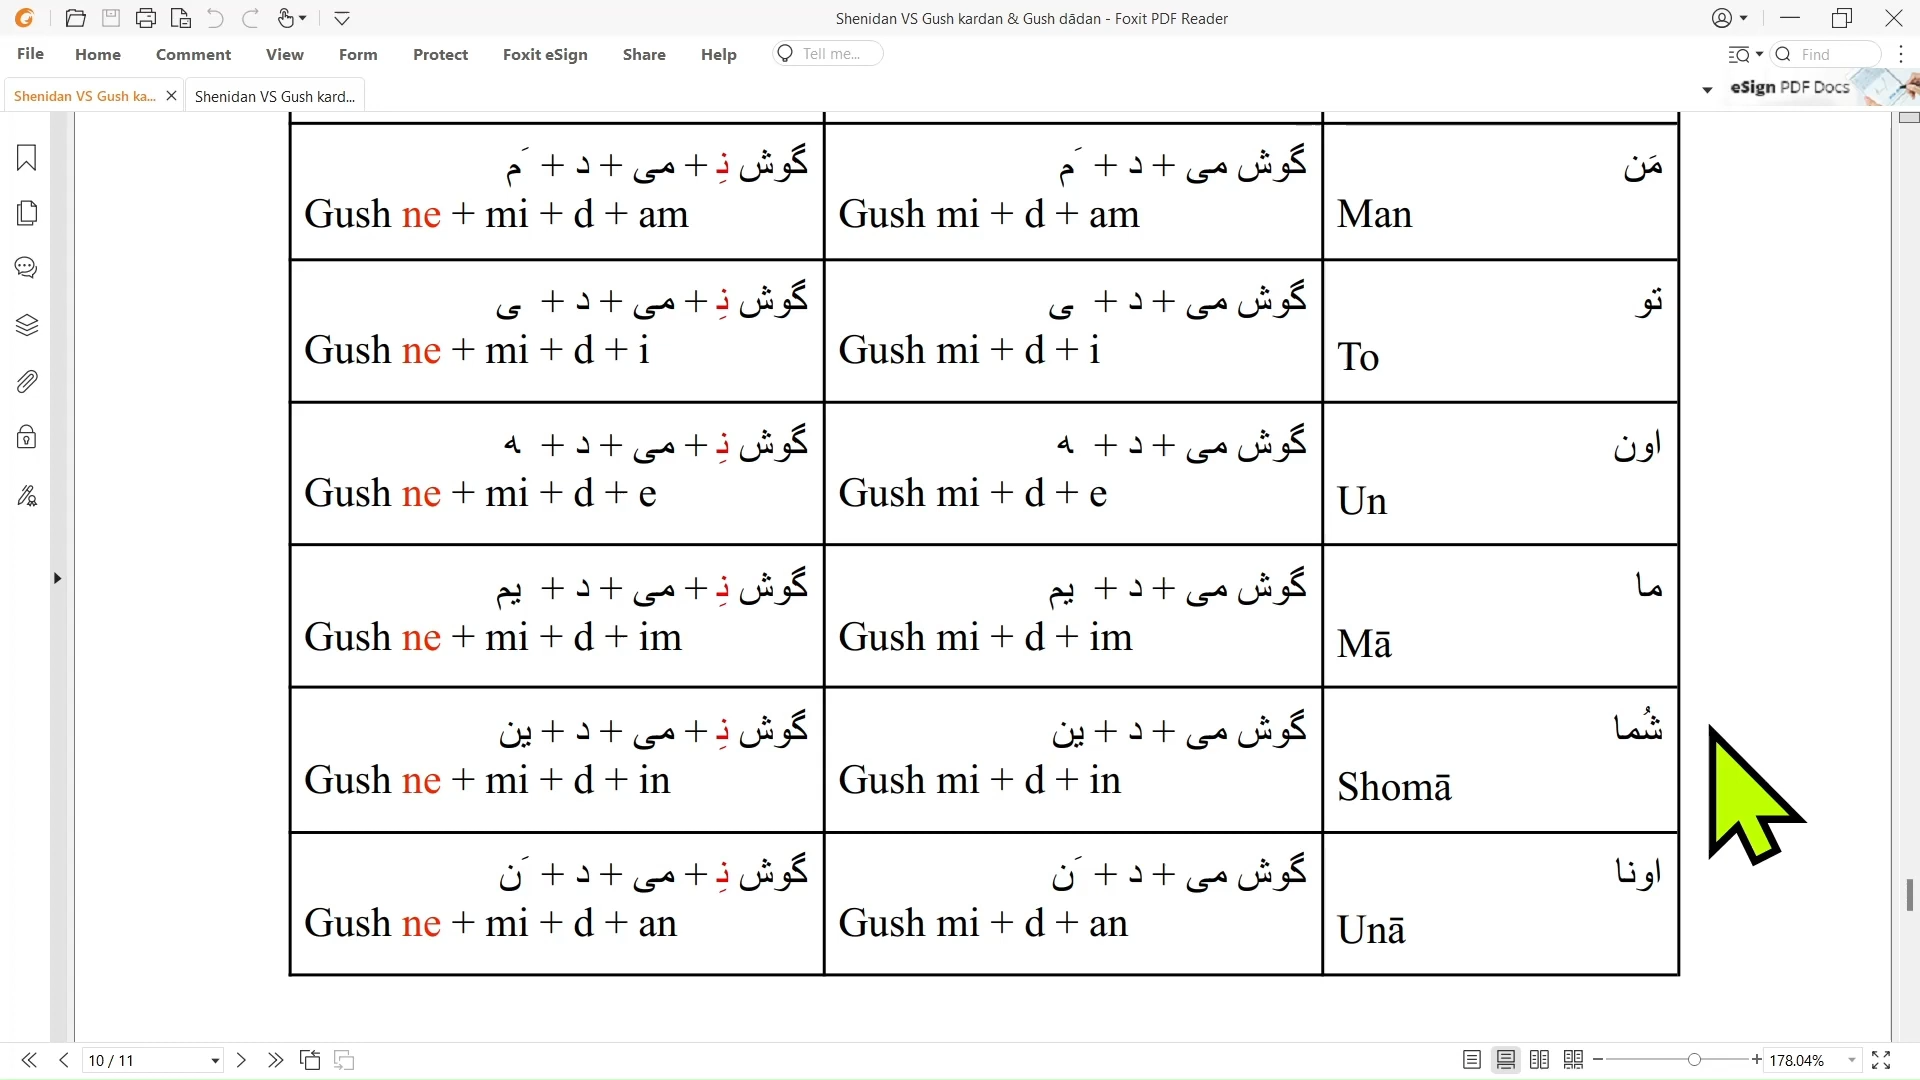 Shenidan VS Gush kardan & Gush dādan - Foxit PDF Reader
File Home Comment View Form Protect Foxit eSign Share Help Tell me... Find
Shenidan VS Gush ka... Shenidan VS Gush kard... eSign PDF Docs
مَن
Man
گوش می + د + َم
Gush mi + d + am
گوش نِ + می + د + َم
Gush ne + mi + d + am
تو
To
گوش می + د + ی
Gush mi + d + i
گوش نِ + می + د + ی
Gush ne + mi + d + i
اون
Un
گوش می + د + ه
Gush mi + d + e
گوش نِ + می + د + ه
Gush ne + mi + d + e
ما
Mā
گوش می + د + یم
Gush mi + d + im
گوش نِ + می + د + یم
Gush ne + mi + d + im
شُما
Shomā
گوش می + د + ین
Gush mi + d + in
گوش نِ + می + د + ین
Gush ne + mi + d + in
اونا
Unā
گوش می + د + َن
Gush mi + d + an
گوش نِ + می + د + َن
Gush ne + mi + d + an
10 / 11 178.04%